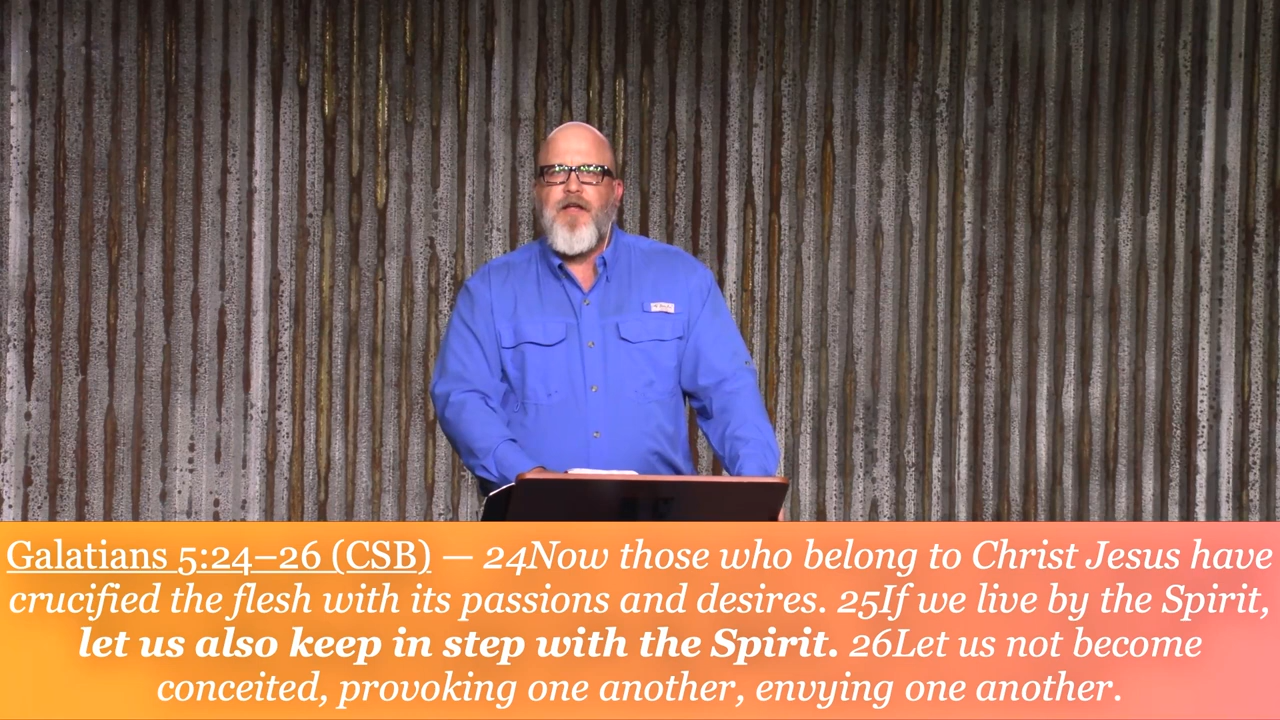 Galatians 5:24–26 (CSB) — 24Now those who belong to Christ Jesus have
crucified the flesh with its passions and desires. 25If we live by the Spirit,
let us also keep in step with the Spirit. 26Let us not become
conceited, provoking one another, envying one another.